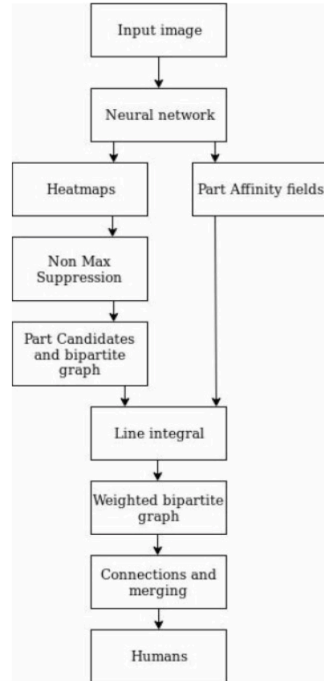 Input image
Neural network
Heatmaps
Part Affinity fields
Non Max
Suppression
Part Candidates
and bipartite
graph
Line integral
Weighted bipartite
graph
Connections and
merging
Humans